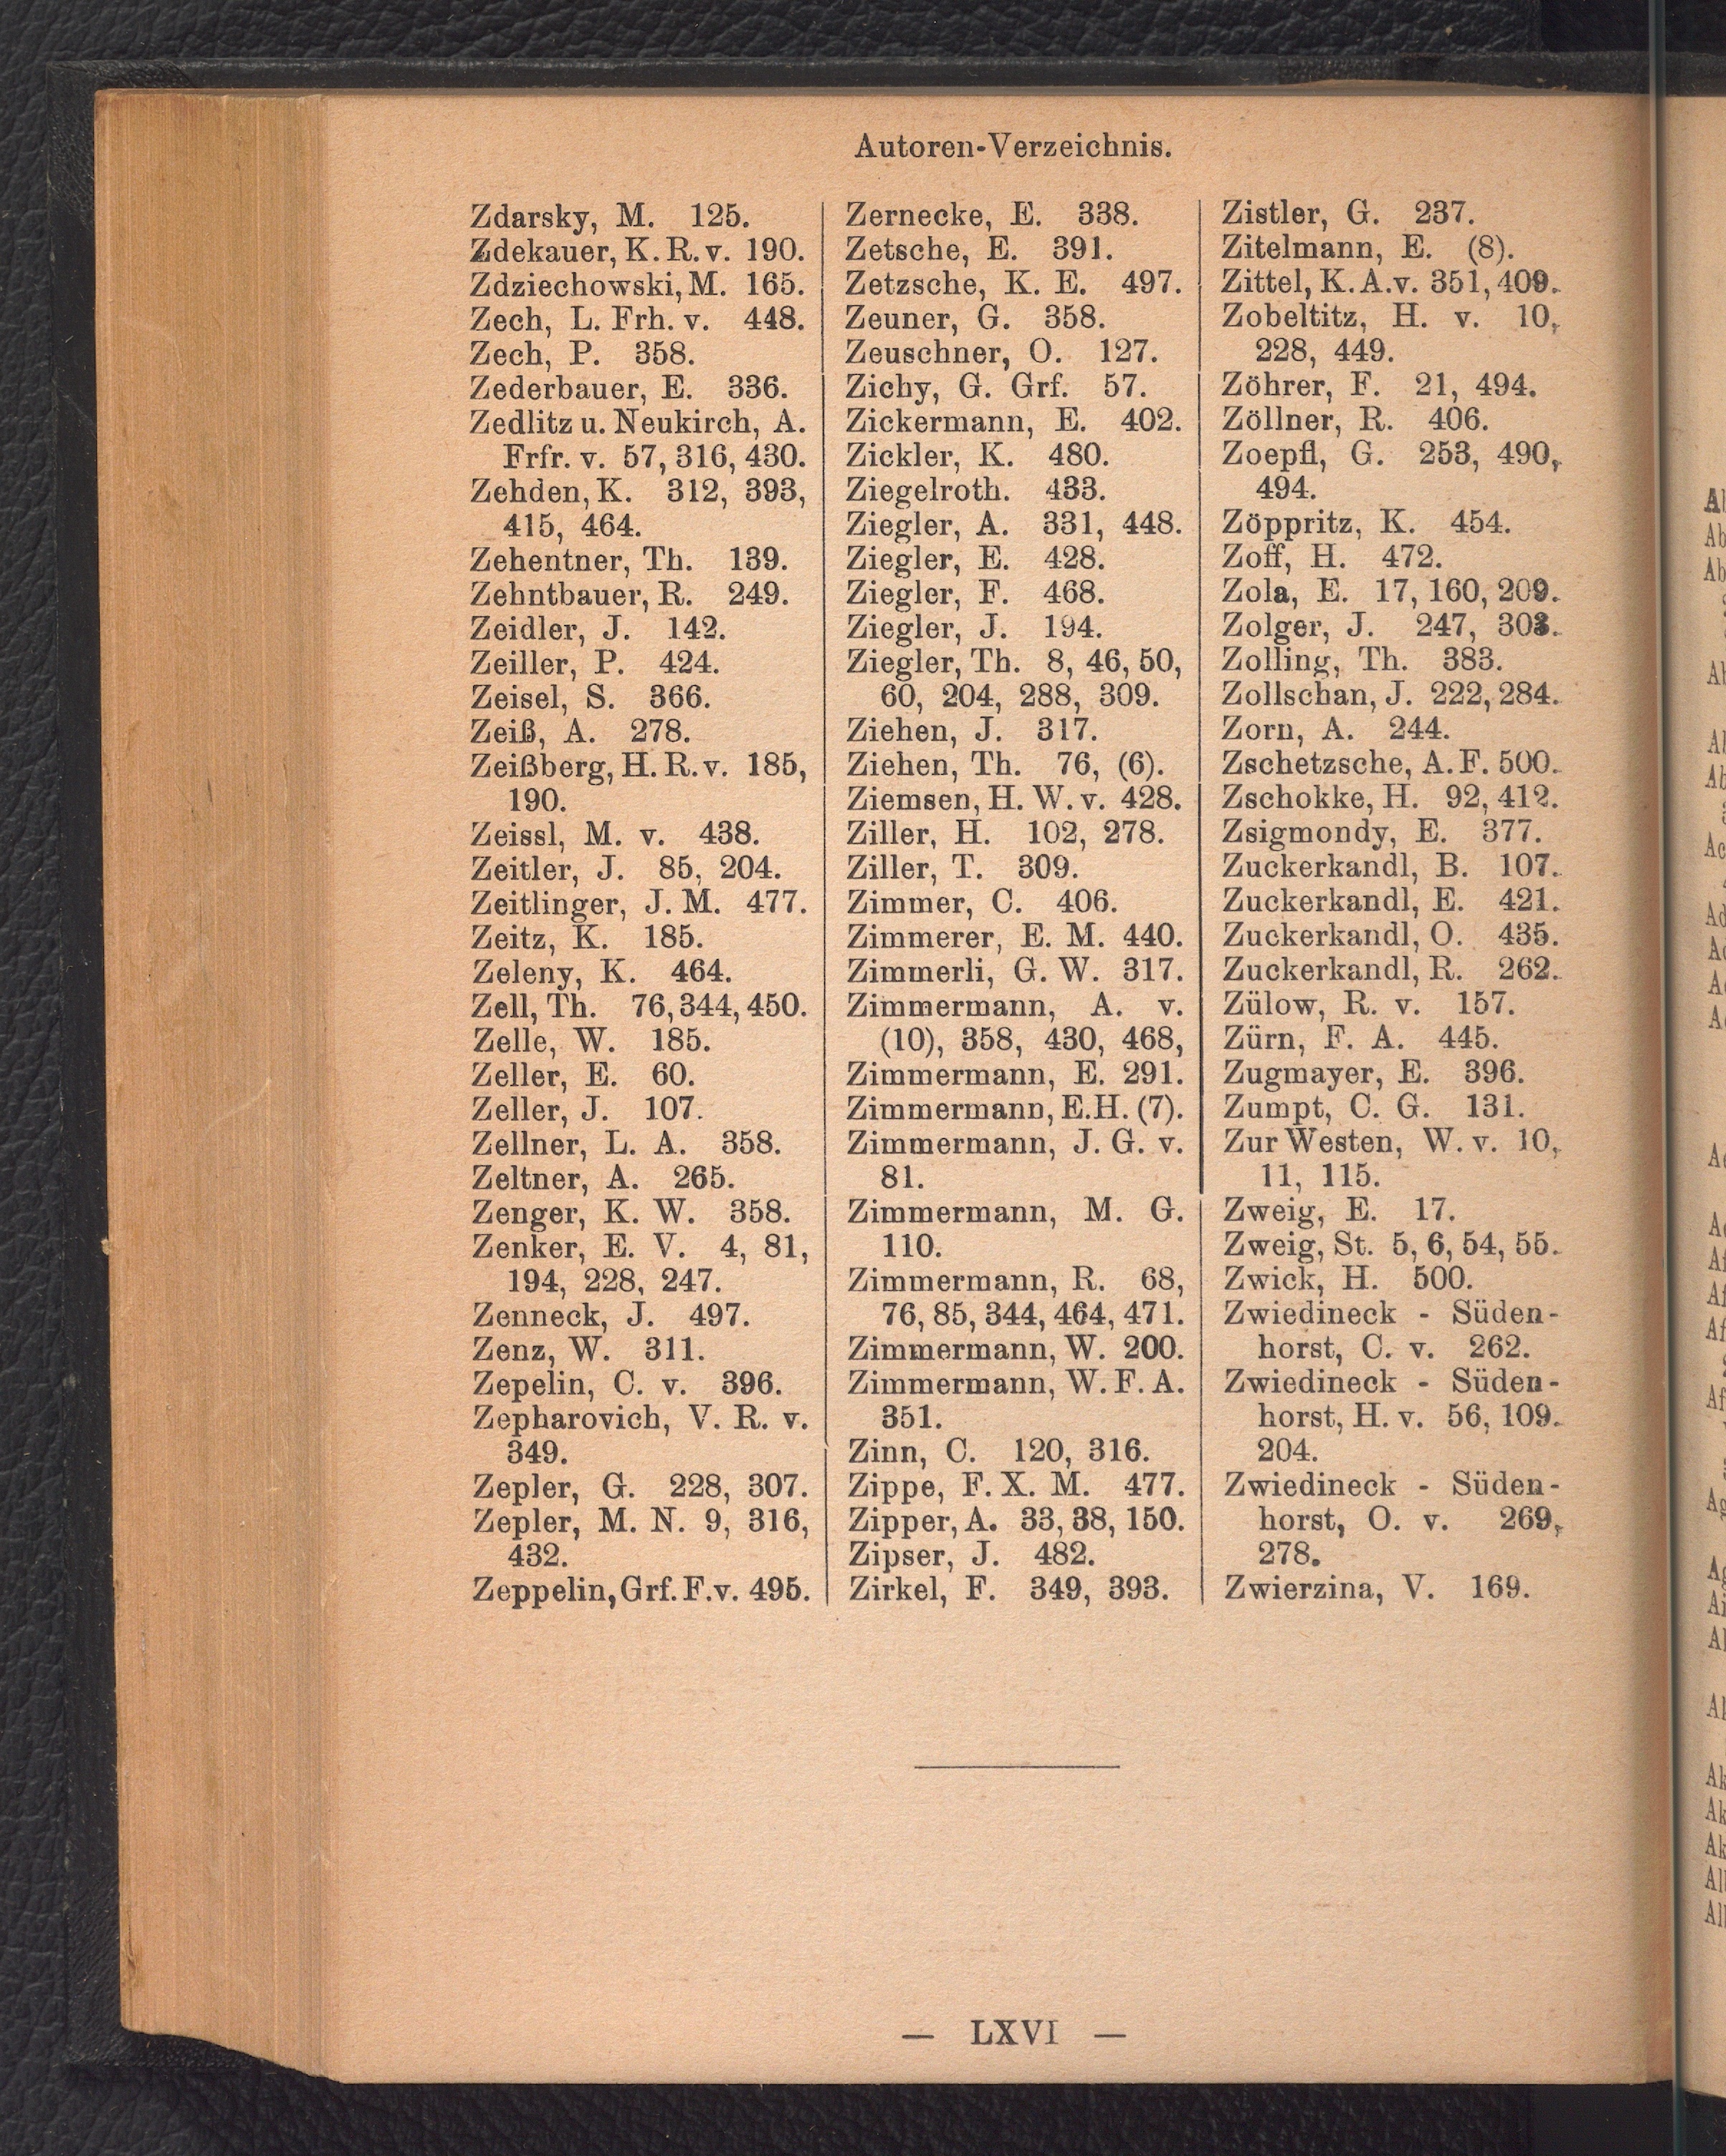 Autoren-Verzeichnis.
Zdarsky, M. 125.
Zdekauer, K. R. v. 190.
Zdziechowski, M. 165.
Zech, L. Frh. v. 448.
Zech, P. 358.
Zederbauer, E. 336.
Zedlitz u. Neukirch, A.
Frfr. v. 57, 316, 430.
Zehden, K. 312, 393,
415, 464.
Zehentner, Th. 139.
Zehntbauer, R. 249.
Zeidler, J. 142.
Zeiller, P. 424.
Zeisel, S. 366.
Zeiß, A. 278.
Zeißberg, H. R. v. 185,
190.
Zeissl, M. v. 438.
Zeitler, J. 85, 204.
Zeitlinger, J. M. 477.
Zeitz, K. 185.
Zeleny, K. 464.
Zell, Th. 76, 344, 450.
Zelle, W. 185.
Zeller, E. 60.
Zeller, J. 107.
Zellner, L. A. 358.
Zeltner, A. 265.
Zenger, K. W. 358.
Zenker, E. V. 4, 81,
194, 228, 247.
Zenneck, J. 497.
Zenz, W. 311.
Zepelin, C. v. 396.
Zepharovich, V. R. v.
349.
Zepler, G. 228, 307.
Zepler, M. N. 9, 316,
432.
Zeppelin, Grf. F. v. 495.
Zernecke, E. 338.
Zetsche, E. 391.
Zetzsche, K. E. 497.
Zeuner, G. 358.
Zeuschner, O. 127.
Zichy, G. Grf. 57.
Zickermann, E. 402.
Zickler, K. 480.
Ziegelroth. 433.
Ziegler, A. 331, 448.
Ziegler, E. 428.
Ziegler, F. 468.
Ziegler, J. 194.
Ziegler, Th. 8, 46, 50,
60, 204, 288, 309.
Ziehen, J. 317.
Ziehen, Th. 76, (6).
Ziemsen, H. W. v. 428.
Ziller, H. 102, 278.
Ziller, T. 309.
Zimmer, C. 406.
Zimmerer, E. M. 440.
Zimmerli, G. W. 317.
Zimmermann, A. v.
(10), 358, 430, 468,
Zimmermann, E. 291.
Zimmermann, E. H. (7).
Zimmermann, J. G. v.
81.
Zimmermann, M. G.
110.
Zimmermann, R. 68,
76, 85, 344, 464, 471.
Zimmermann, W. 200.
Zimmermann, W. F. A.
351.
Zinn, C. 120, 316.
Zippe, F. X. M. 477.
Zipper, A. 33, 38, 150.
Zipser, J. 482.
Zirkel, F. 349, 393.
Zistler, G. 237.
Zitelmann, E. (8).
Zittel, K. A. v. 351, 409.
Zobeltitz, H. v. 10,
228, 449.
Zöhrer, F. 21, 494.
Zöllner, R. 406.
Zoepfl, G. 253, 490,
494.
Zöppritz, K. 454.
Zoff, H. 472.
Zola, E. 17, 160, 209.
Zolger, J. 247, 303.
Zolling, Th. 383.
Zollschan, J. 222, 284.
Zorn, A. 244.
Zschetzsche, A. F. 500.
Zschokke, H. 92, 412.
Zsigmondy, E. 377.
Zuckerkandl, B. 107.
Zuckerkandl, E. 421.
Zuckerkandl, O. 435.
Zuckerkandl, R. 262.
Zülow, R. v. 157.
Zürn, F. A. 445.
Zugmayer, E. 396.
Zumpt, C. G. 131.
Zur Westen, W. v. 10,
11, 115.
Zweig, E. 17.
Zweig, St. 5, 6, 54, 55.
Zwick, H. 500.
Zwiedineck - Süden-
horst, C. v. 262.
Zwiedineck - Süden-
horst, H. v. 56, 109.
204.
Zwiedineck - Süden-
horst, O. v. 269,
278.
Zwierzina, V. 169.
— LXVI —